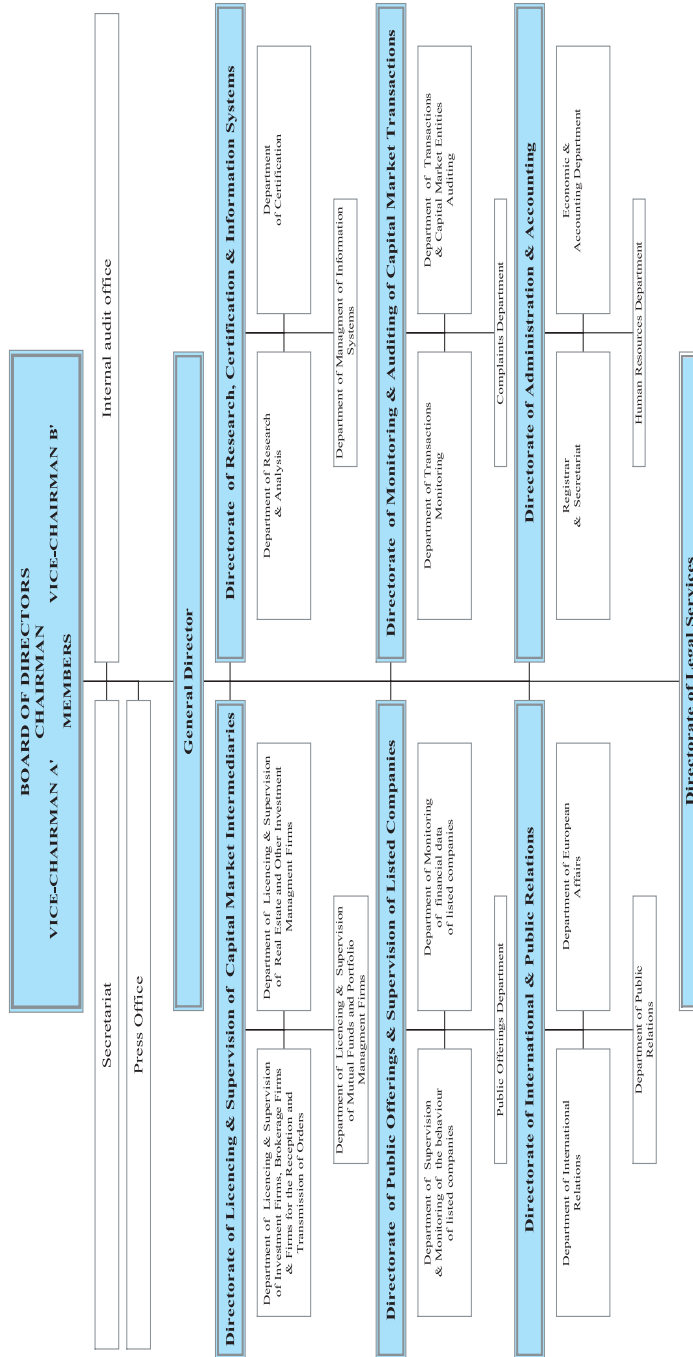 BOARD OF DIRECTORS
CHAIRMAN
VICE-CHAIRMAN A' VICE-CHAIRMAN B'
MEMBERS
Secretariat
Internal audit office
Press Office
General Director
Directorate of Licencing & Supervision of Capital Market Intermediaries
Department of Licencing & Supervision
of Investment Firms, Brokerage Firms
& Firms for the Reception and
Transmission of Orders
Department of Licencing & Supervision
of Real Estate and Other Investment
Managment Firms
Department of Licencing & Supervision
of Mutual Funds and Portfolio
Managment Firms
Directorate of Research, Certification & Information Systems
Department of Research
& Analysis
Department
of Certification
Department of Managment of Information
Systems
Directorate of Public Offerings & Supervision of Listed Companies
Department of Supervision
& Monitoring of the behaviour
of listed companies
Department of Monitoring
of financial data
of listed companies
Public Offerings Department
Directorate of Monitoring & Auditing of Capital Market Transactions
Department of Transactions
Monitoring
Department of Transactions
& Capital Market Entities
Auditing
Complaints Department
Directorate of International & Public Relations
Department of International
Relations
Department of European
Affairs
Department of Public
Relations
Directorate of Administration & Accounting
Registrar
& Secretariat
Economic &
Accounting Department
Human Resources Department
Directorate of Legal Services